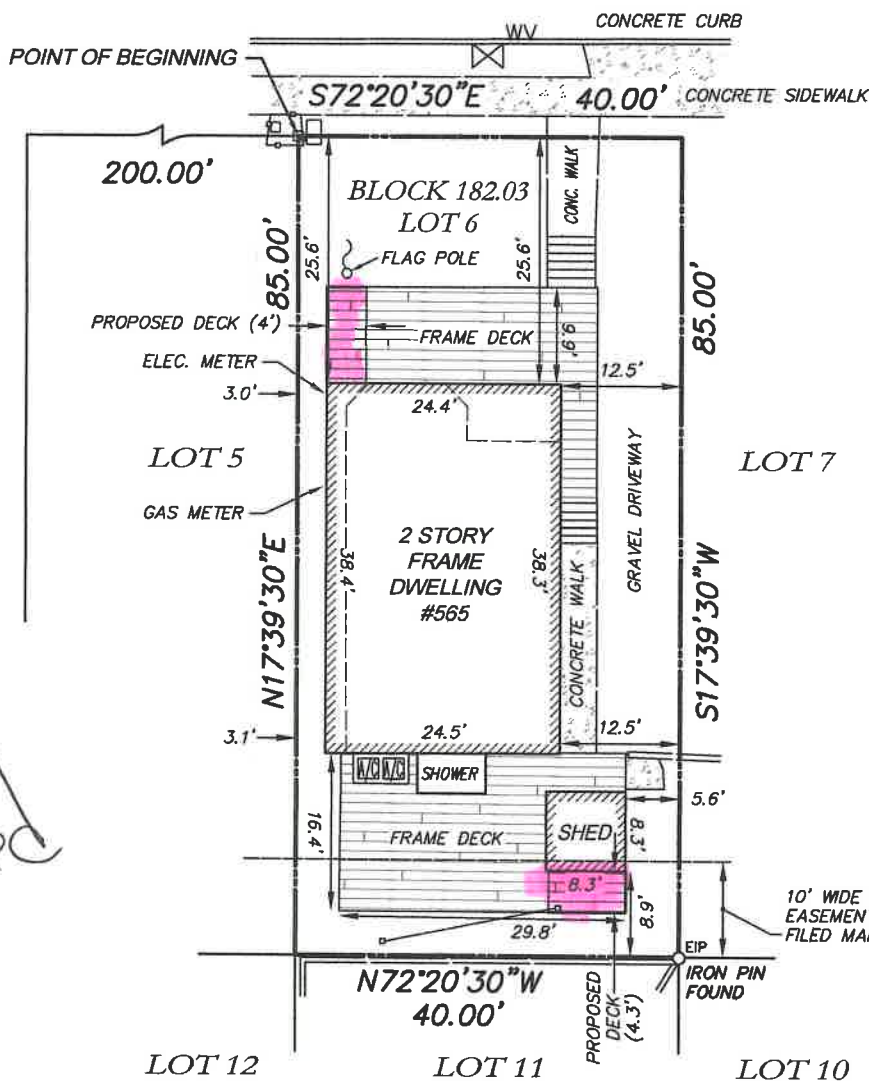 WV
CONCRETE CURB
POINT OF BEGINNING
S72°20'30"E
40.00'
CONCRETE SIDEWALK
200.00'
BLOCK 182.03
LOT 6
CONC. WALK
85.00'
25.6'
FLAG POLE
25.6'
85.00'
PROPOSED DECK (4')
FRAME DECK
9.9'
ELEC. METER
12.5'
3.0'
24.4'
LOT 5
LOT 7
GAS METER
2 STORY
FRAME
DWELLING
#565
38.4'
38.3'
GRAVEL DRIVEWAY
CONCRETE WALK
N17°39'30"E
S17°39'30"W
3.1'
24.5'
12.5'
A/C
A/C
SHOWER
5.6'
16.4'
FRAME DECK
SHED
8.3'
8.3'
8.9'
10' WIDE
EASEMEN
FILED MA
29.8'
EIP
IRON PIN
FOUND
N72°20'30"W
40.00'
PROPOSED
DECK
(4.3')
LOT 12
LOT 11
LOT 10